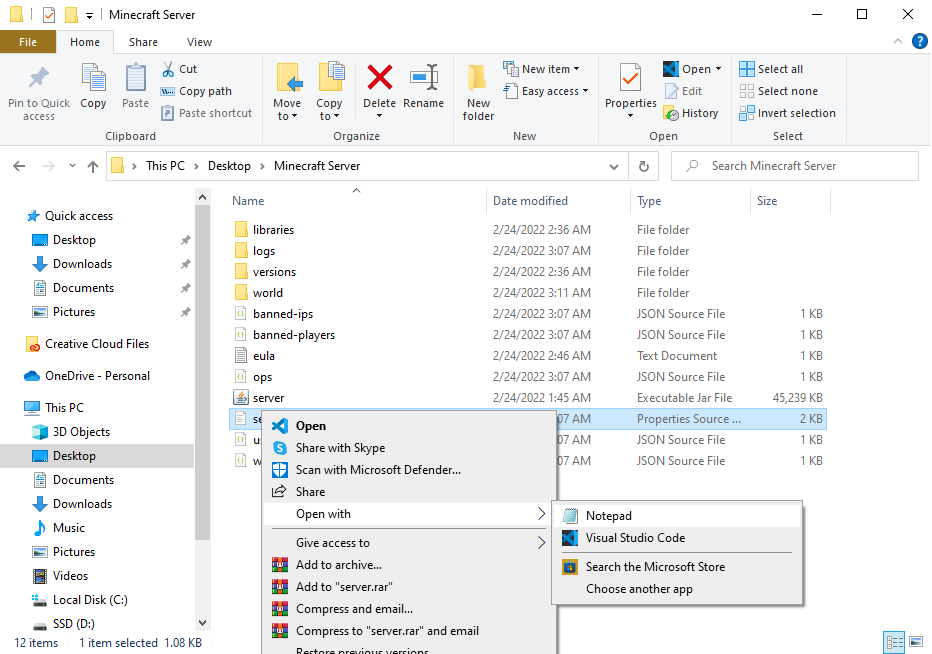 Minecraft Server
File Home Share View
Pin to Quick access
Copy
Paste
Cut
Copy path
Paste shortcut
Clipboard
Move to
Copy to
Delete
Rename
Organize
New folder
New item
Easy access
New
Properties
Open
Edit
History
Open
Select all
Select none
Invert selection
Select
This PC > Desktop > Minecraft Server
Search Minecraft Server
Quick access
Desktop
Downloads
Documents
Pictures
Creative Cloud Files
OneDrive - Personal
This PC
3D Objects
Desktop
Documents
Downloads
Music
Pictures
Videos
Local Disk (C:)
SSD (D:)
Name Date modified Type Size
libraries 2/24/2022 2:36 AM File folder
logs 2/24/2022 3:07 AM File folder
versions 2/24/2022 2:36 AM File folder
world 2/24/2022 3:11 AM File folder
banned-ips 2/24/2022 3:07 AM JSON Source File 1 KB
banned-players 2/24/2022 3:07 AM JSON Source File 1 KB
eula 2/24/2022 2:46 AM Text Document 1 KB
ops 2/24/2022 3:07 AM JSON Source File 1 KB
server 2/24/2022 1:45 AM Executable Jar File 45,239 KB
se :07 AM Properties Source ... 2 KB
u 07 AM JSON Source File 1 KB
w 07 AM JSON Source File 1 KB
Open
Share with Skype
Scan with Microsoft Defender...
Share
Open with
Give access to
Add to archive...
Add to "server.rar"
Compress and email...
Compress to "server.rar" and email
Restore previous versions
Notepad
Visual Studio Code
Search the Microsoft Store
Choose another app
12 items 1 item selected 1.08 KB